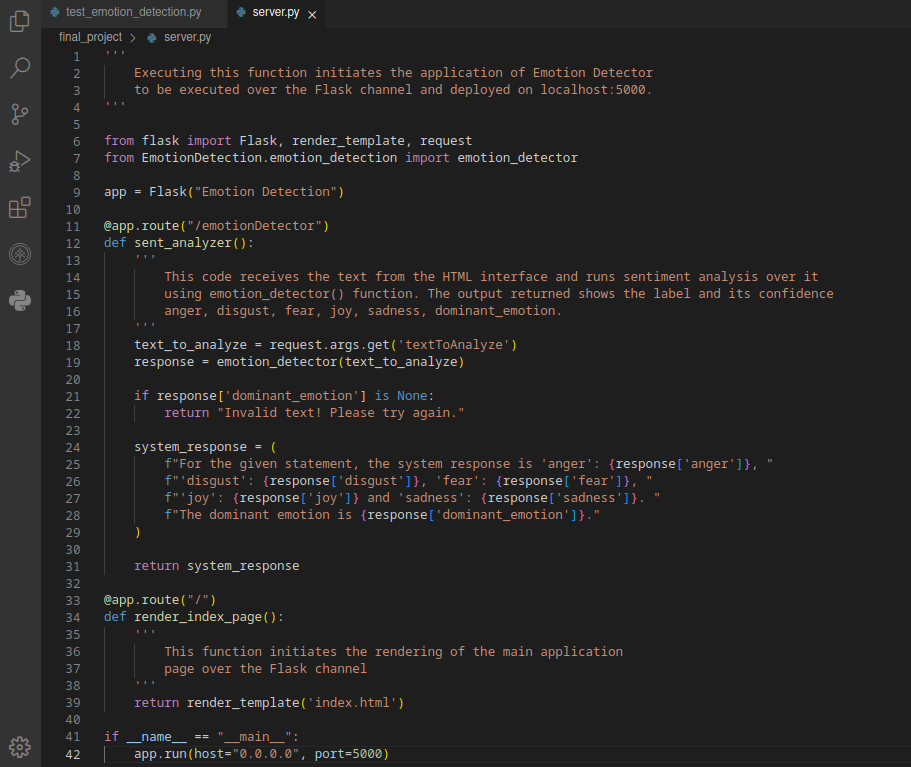 test_emotion_detection.py
server.py
final_project > server.py
1 '''
2     Executing this function initiates the application of Emotion Detector
3     to be executed over the Flask channel and deployed on localhost:5000.
4 '''
5
6 from flask import Flask, render_template, request
7 from EmotionDetection.emotion_detection import emotion_detector
8
9 app = Flask("Emotion Detection")
10
11 @app.route("/emotionDetector")
12 def sent_analyzer():
13     '''
14         This code receives the text from the HTML interface and runs sentiment analysis over it
15         using emotion_detector() function. The output returned shows the label and its confidence
16         anger, disgust, fear, joy, sadness, dominant_emotion.
17     '''
18     text_to_analyze = request.args.get('textToAnalyze')
19     response = emotion_detector(text_to_analyze)
20
21     if response['dominant_emotion'] is None:
22         return "Invalid text! Please try again."
23
24     system_response = (
25         f"For the given statement, the system response is 'anger': {response['anger']}, "
26         f"'disgust': {response['disgust']}, 'fear': {response['fear']}, "
27         f"'joy': {response['joy']} and 'sadness': {response['sadness']}. "
28         f"The dominant emotion is {response['dominant_emotion']}."
29     )
30
31     return system_response
32
33 @app.route("/")
34 def render_index_page():
35     '''
36         This function initiates the rendering of the main application
37         page over the Flask channel
38     '''
39     return render_template('index.html')
40
41 if __name__ == "__main__":
42     app.run(host="0.0.0.0", port=5000)